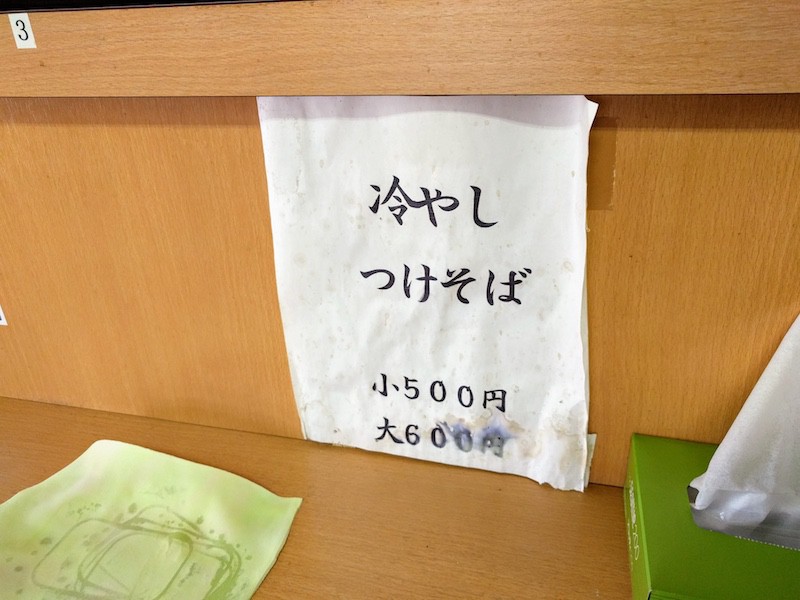 3
冷やし
つけそば
小500円
大600円